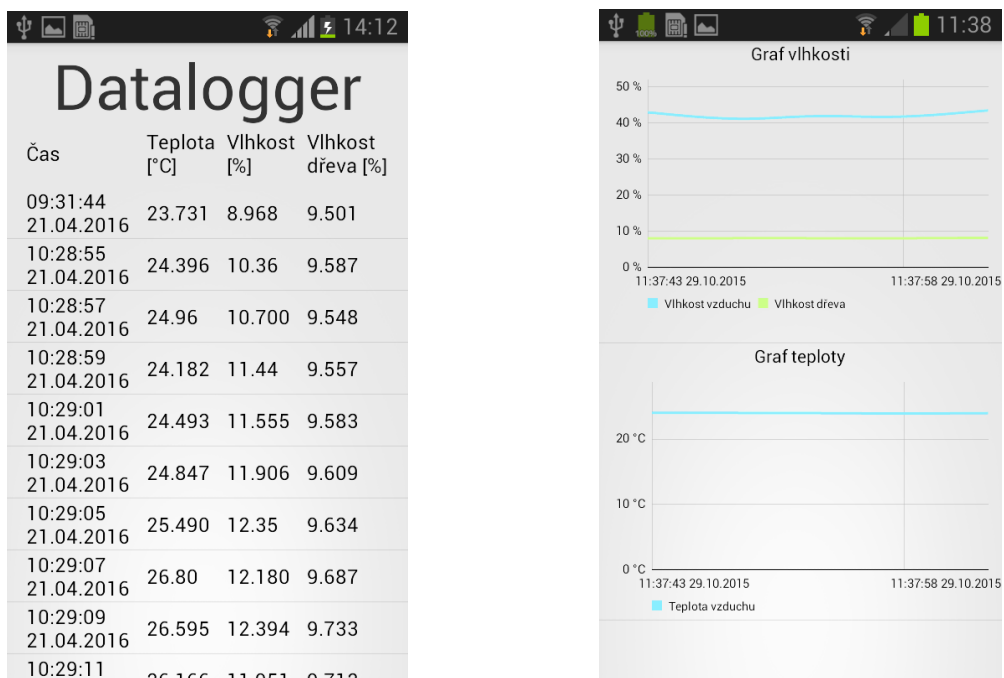 14:12
Datalogger
Čas Teplota [°C] Vlhkost [%] Vlhkost dřeva [%]
09:31:44 21.04.2016 23.731 8.968 9.501
10:28:55 21.04.2016 24.396 10.36 9.587
10:28:57 21.04.2016 24.96 10.700 9.548
10:28:59 21.04.2016 24.182 11.44 9.557
10:29:01 21.04.2016 24.493 11.555 9.583
10:29:03 21.04.2016 24.847 11.906 9.609
10:29:05 21.04.2016 25.490 12.35 9.634
10:29:07 21.04.2016 26.80 12.180 9.687
10:29:09 21.04.2016 26.595 12.394 9.733
10:29:11
100% 11:38
Graf vlhkosti
50 %
40 %
30 %
20 %
10 %
0 %
11:37:43 29.10.2015 11:37:58 29.10.2015
Vlhkost vzduchu Vlhkost dřeva
Graf teploty
20 °C
10 °C
0 °C
11:37:43 29.10.2015 11:37:58 29.10.2015
Teplota vzduchu